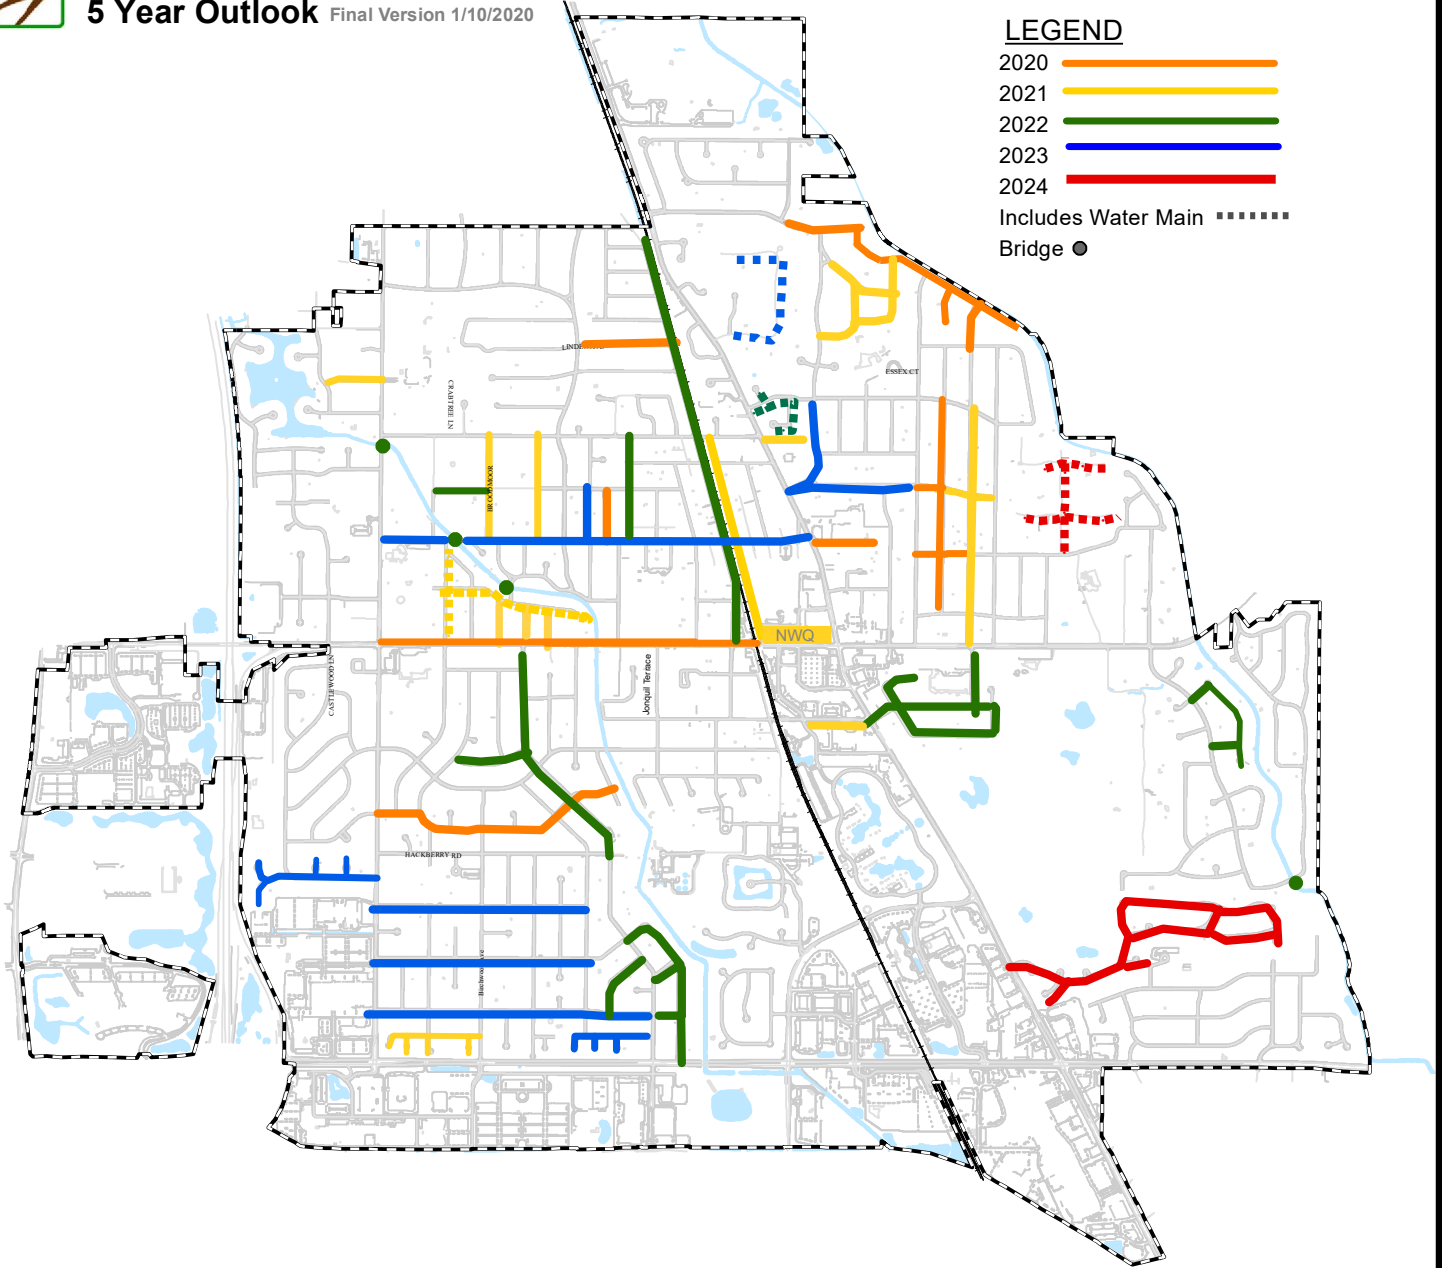 5 Year Outlook Final Version 1/10/2020
LEGEND
2020
2021
2022
2023
2024
Includes Water Main
Bridge
ESSEX CT
CRABTREE LN
BROODMOOR
NWQ
CASTLEWOOD LN
Jonquil Terrace
HACKBERRY RD